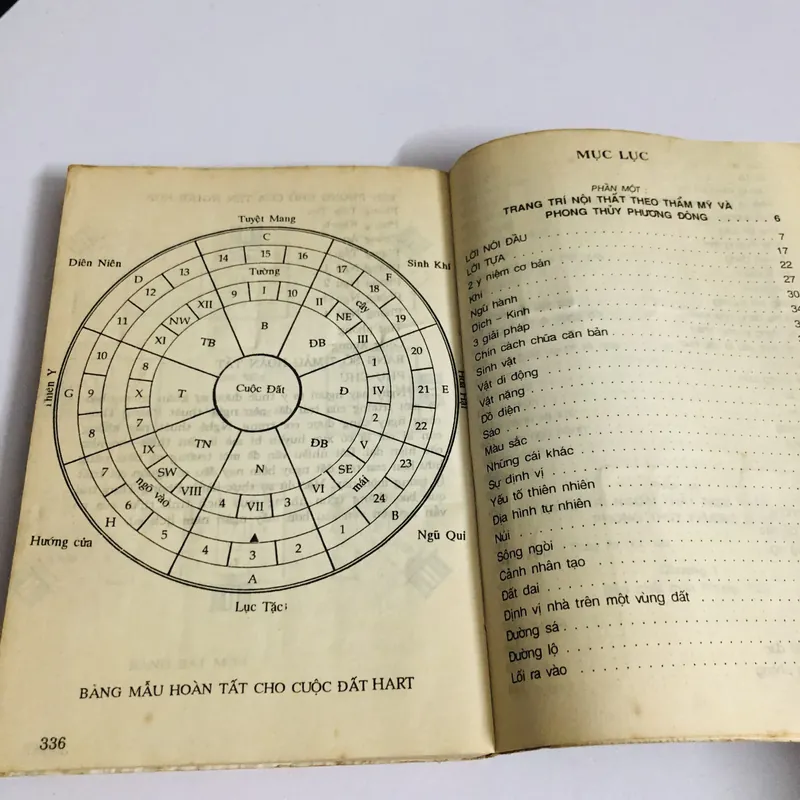 Tuyệt Mang
Diên Niên
Sinh Khí
C
14 15 16
D
13
12
11
Tường
17
F
18
19
XII
9 I 10
II
cây
NW
NE
XI
III
TB
B
ĐB
10
9
8
G
8
X
7
T
Cuộc Đất
Đ
1
IV
2
20
21
22
E
TN
N
ĐB
IX
SW
VIII
ngõ vào
4 VII 3
VI
SE
V
mái
7
6
5
H
4 3 2
1
24
23
B
A
Hướng cửa
Ngũ Qui
Lục Tặc
BẢNG MẪU HOÀN TẤT CHO CUỘC ĐẤT HART
336
MỤC LỤC
PHẦN MỘT :
TRANG TRÍ NỘI THẤT THEO THẨM MỸ VÀ
PHONG THỦY PHƯƠNG ĐÔNG ...... 6
LỜI NÓI ĐẦU 7
LỜI TỰA 17
2 ý niệm cơ bản 22
Khí 27
Ngũ hành 30
Dịch - Kinh
3 giải pháp
Chín cách chữa căn bản
Sinh vật
Vật di động
Vật nặng
Đồ điện
Sáo
Màu sắc
Những cái khác
Sự định vị
Yếu tố thiên nhiên
Địa hình tự nhiên
Núi
Sông ngòi
Cảnh nhân tạo
Đất đai
Định vị nhà trên một vùng đất
Đường sá
Đường lộ
Lối ra vào